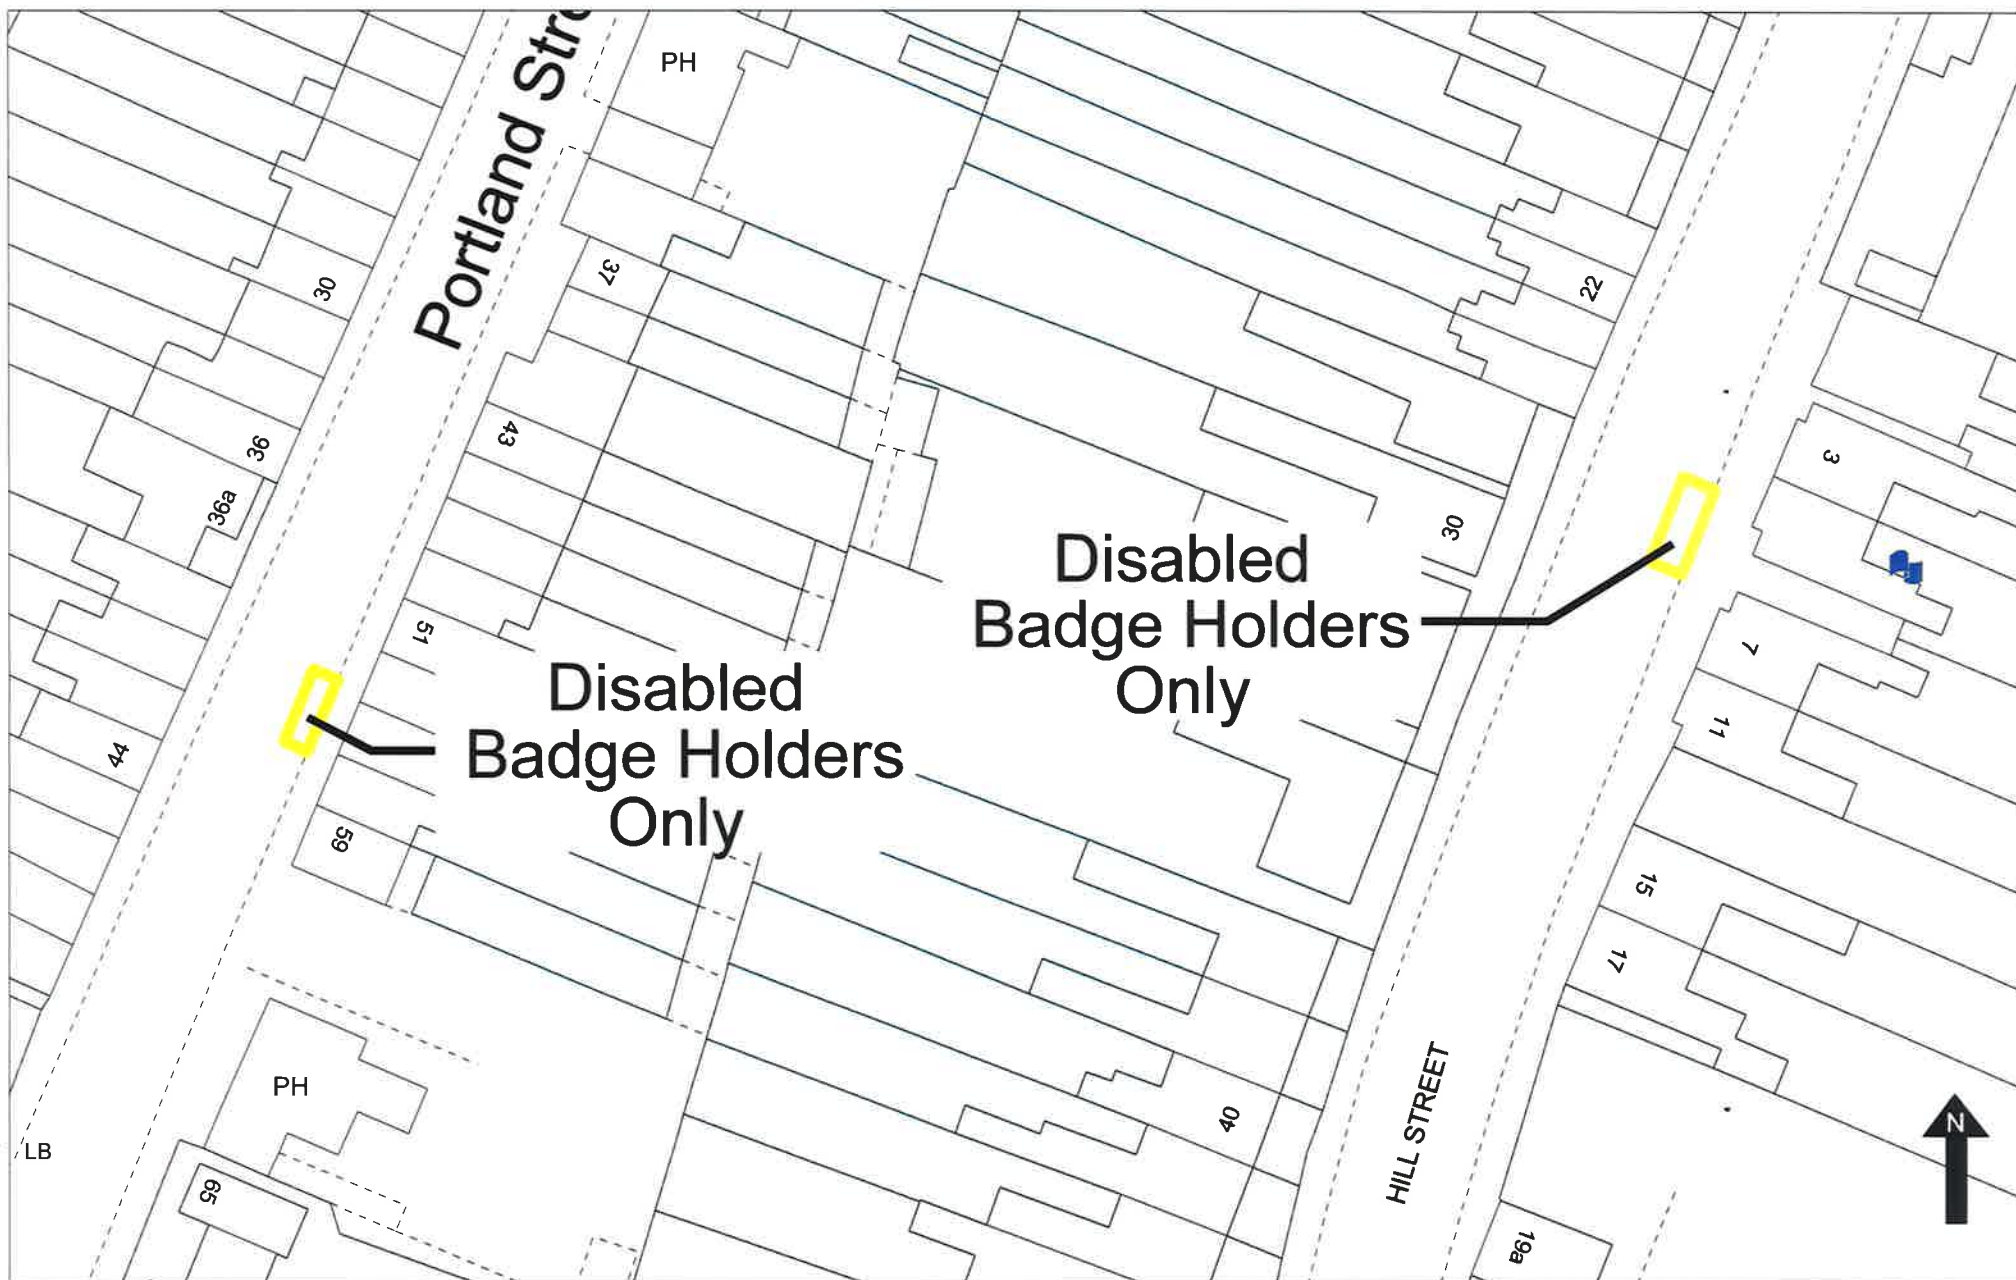 Portland Stre
PH
30
37
22
36
36a
43
3
30
Disabled
Badge Holders
Only
51
7
11
Disabled
Badge Holders
Only
44
59
15
17
PH
40
HILL STREET
N
LB
65
19a